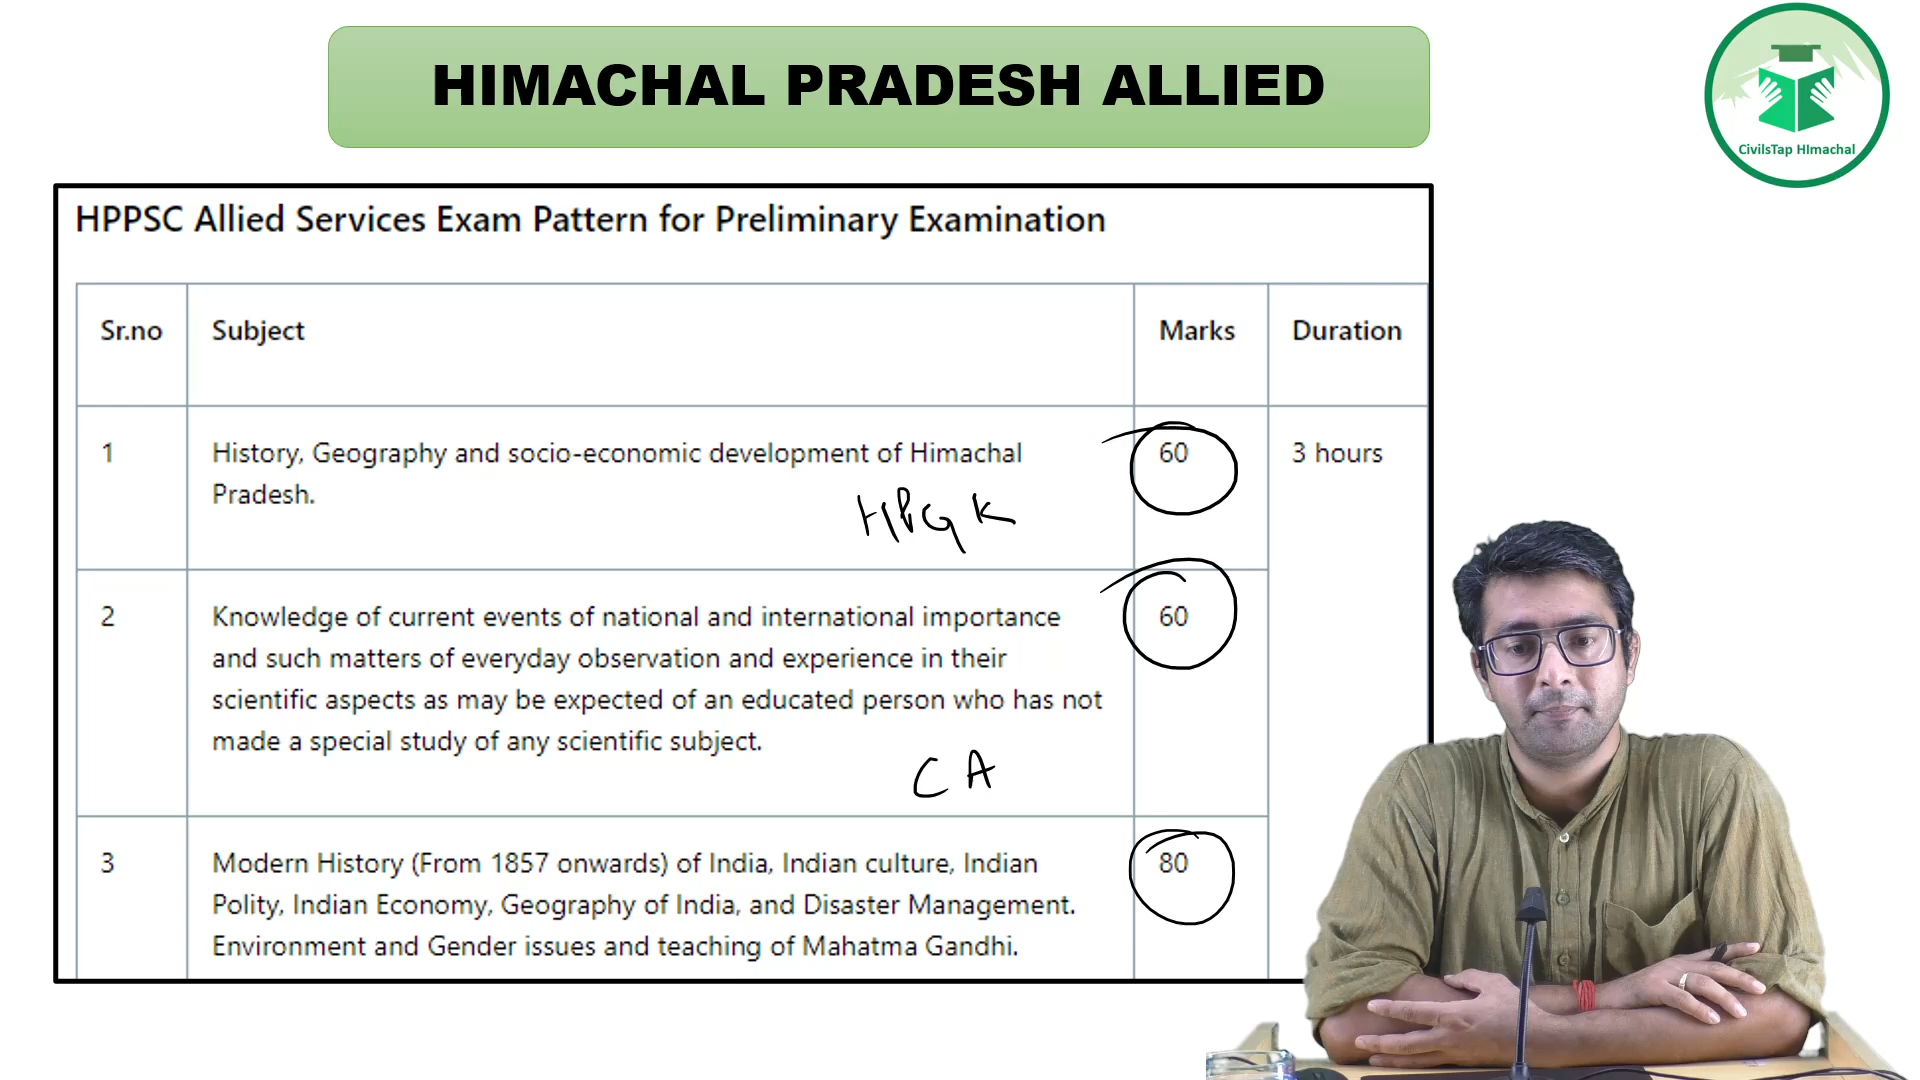 HIMACHAL PRADESH ALLIED
CivilsTap HImachal
HPPSC Allied Services Exam Pattern for Preliminary Examination
Sr.no Subject Marks Duration
1 History, Geography and socio-economic development of Himachal 60 3 hours
Pradesh.
HPGK
2 Knowledge of current events of national and international importance 60
and such matters of everyday observation and experience in their
scientific aspects as may be expected of an educated person who has not
made a special study of any scientific subject.
CA
3 Modern History (From 1857 onwards) of India, Indian culture, Indian 80
Polity, Indian Economy, Geography of India, and Disaster Management.
Environment and Gender issues and teaching of Mahatma Gandhi.